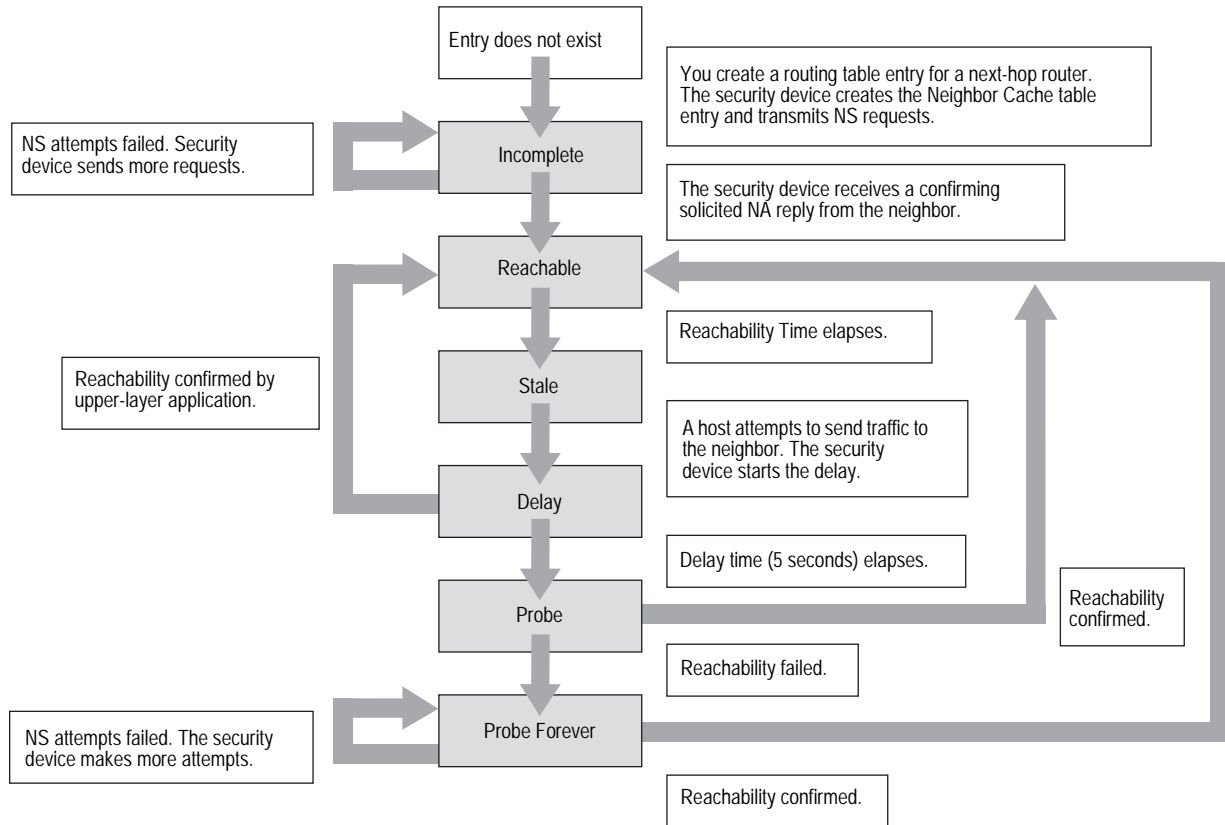 Entry does not exist
You create a routing table entry for a next-hop router.
The security device creates the Neighbor Cache table
entry and transmits NS requests.
NS attempts failed. Security
device sends more requests.
Incomplete
The security device receives a confirming
solicited NA reply from the neighbor.
Reachable
Reachability Time elapses.
Reachability confirmed by
upper-layer application.
Stale
A host attempts to send traffic to
the neighbor. The security
device starts the delay.
Delay
Delay time (5 seconds) elapses.
Probe
Reachability
confirmed.
Reachability failed.
Probe Forever
NS attempts failed. The security
device makes more attempts.
Reachability confirmed.